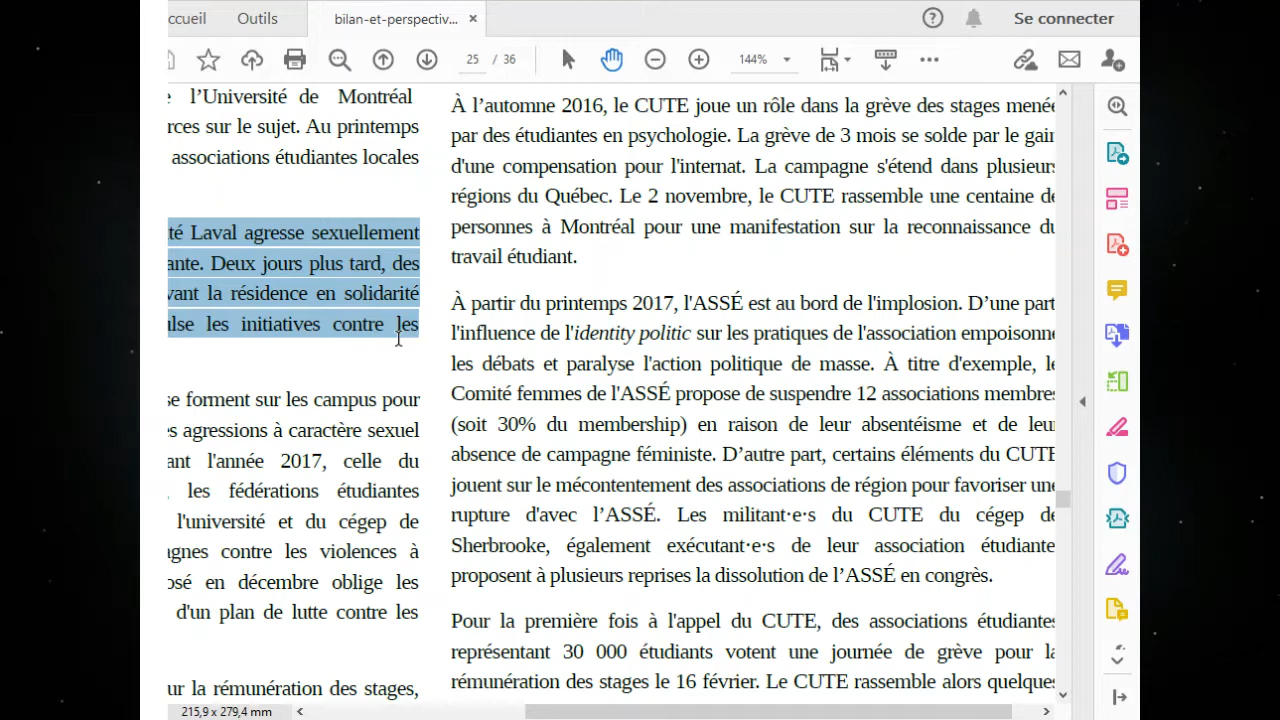 ccueil
Outils
bilan-et-perspectiv...
Se connecter
25 / 36
144%
l’Université de Montréal
rces sur le sujet. Au printemps
associations étudiantes locales
té Laval agresse sexuellement
ante. Deux jours plus tard, des
vant la résidence en solidarité
ulse les initiatives contre les
se forment sur les campus pour
s agressions à caractère sexuel
ant l'année 2017, celle du
, les fédérations étudiantes
l'université et du cégep de
agnes contre les violences à
osé en décembre oblige les
d'un plan de lutte contre les
ur la rémunération des stages,
À l’automne 2016, le CUTE joue un rôle dans la grève des stages menée
par des étudiantes en psychologie. La grève de 3 mois se solde par le gain
d'une compensation pour l'internat. La campagne s'étend dans plusieurs
régions du Québec. Le 2 novembre, le CUTE rassemble une centaine de
personnes à Montréal pour une manifestation sur la reconnaissance du
travail étudiant.
À partir du printemps 2017, l'ASSÉ est au bord de l'implosion. D’une part
l'influence de l'identity politic sur les pratiques de l'association empoisonne
les débats et paralyse l'action politique de masse. À titre d'exemple, le
Comité femmes de l'ASSÉ propose de suspendre 12 associations membres
(soit 30% du membership) en raison de leur absentéisme et de leur
absence de campagne féministe. D’autre part, certains éléments du CUTE
jouent sur le mécontentement des associations de région pour favoriser une
rupture d'avec l’ASSÉ. Les militant·e·s du CUTE du cégep de
Sherbrooke, également exécutant·e·s de leur association étudiante
proposent à plusieurs reprises la dissolution de l’ASSÉ en congrès.
Pour la première fois à l'appel du CUTE, des associations étudiantes
représentant 30 000 étudiants votent une journée de grève pour la
rémunération des stages le 16 février. Le CUTE rassemble alors quelques
215,9 x 279,4 mm